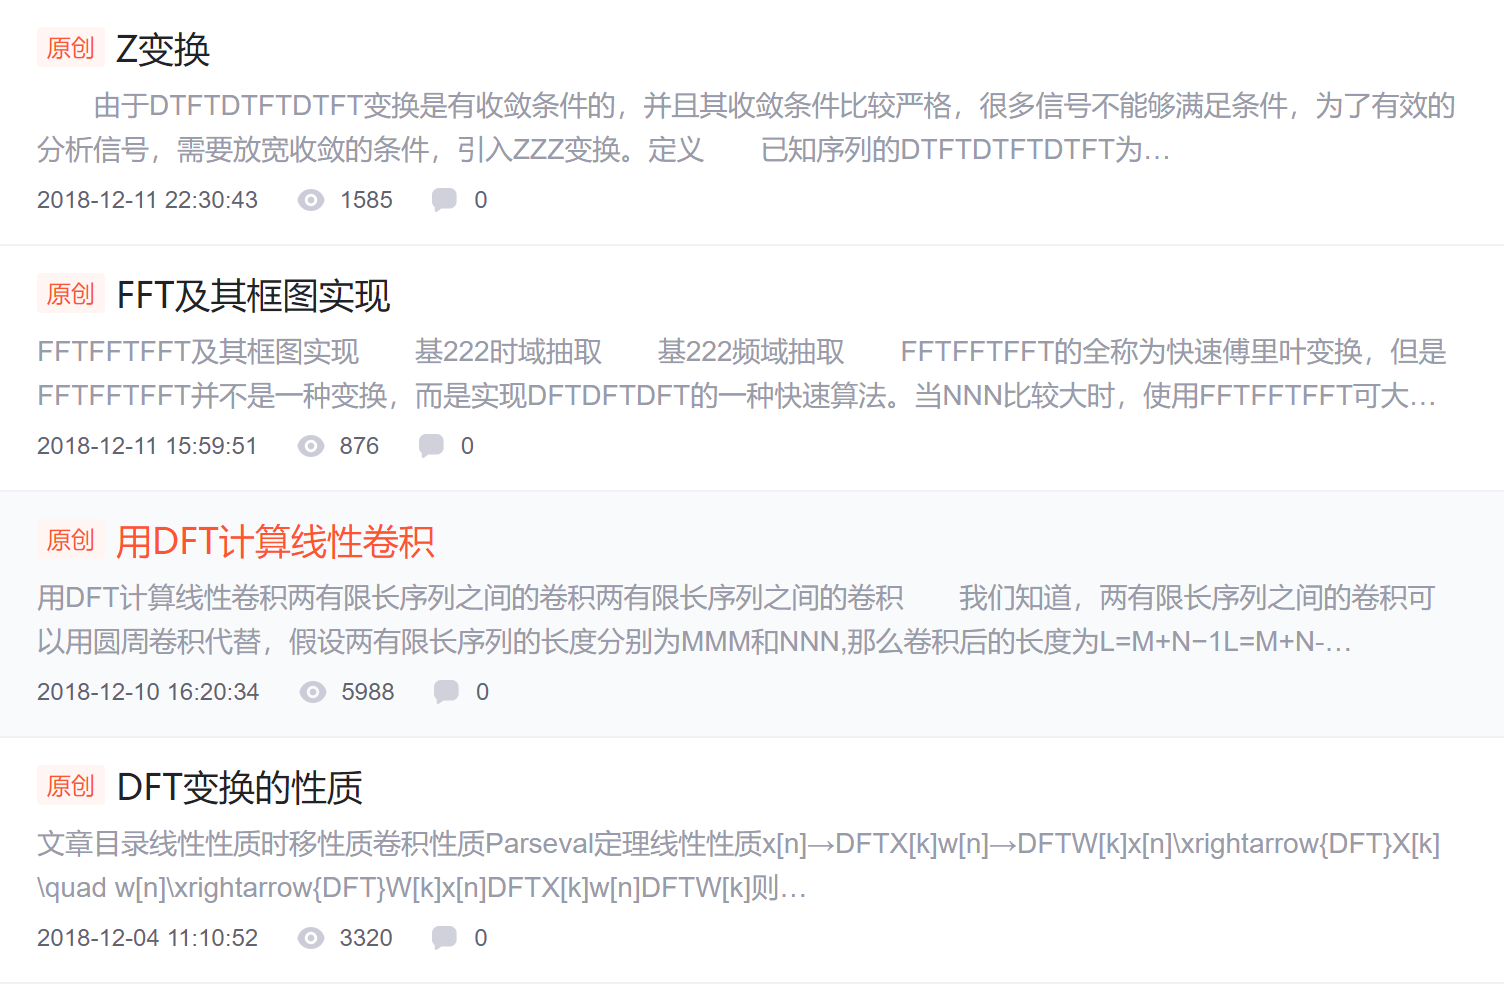 原创 Z变换
由于DTFTDTFTDTFT变换是有收敛条件的，并且其收敛条件比较严格，很多信号不能够满足条件，为了有效的
分析信号，需要放宽收敛的条件，引入ZZZ变换。定义 已知序列的DTFTDTFTDTFT为…
2018-12-11 22:30:43 1585 0
原创 FFT及其框图实现
FFTFFTFFT及其框图实现 基222时域抽取 基222频域抽取 FFTFFTFFT的全称为快速傅里叶变换，但是
FFTFFTFFT并不是一种变换，而是实现DFTDFTDFT的一种快速算法。当NNN比较大时，使用FFTFFTFFT可大…
2018-12-11 15:59:51 876 0
原创 用DFT计算线性卷积
用DFT计算线性卷积两有限长序列之间的卷积两有限长序列之间的卷积 我们知道，两有限长序列之间的卷积可
以用圆周卷积代替，假设两有限长序列的长度分别为MMM和NNN,那么卷积后的长度为L=M+N−1L=M+N-…
2018-12-10 16:20:34 5988 0
原创 DFT变换的性质
文章目录线性性质时移性质卷积性质Parseval定理线性性质x[n]→DFTX[k]w[n]→DFTW[k]x[n]\xrightarrow{DFT}X[k]
\quad w[n]\xrightarrow{DFT}W[k]x[n]DFTX[k]w[n]DFTW[k]则…
2018-12-04 11:10:52 3320 0